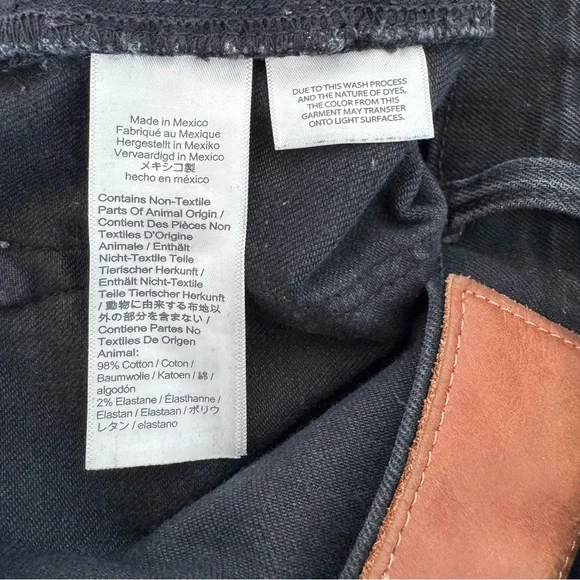 Made in Mexico
Fabriqué au Mexique
Hergestellt in Mexiko
Vervaardigd in Mexico
メキシコ製
hecho en méxico
Contains Non-Textile
Parts Of Animal Origin /
Contient Des Pièces Non
Textiles D'Origine
Animale / Enthält
Nicht-Textile Teile
Tierischer Herkunft /
Enthält Nicht-Textile
Teile Tierischer Herkunft
/ 動物に由来する布地以
外の部分を含まない /
Contiene Partes No
Textiles De Origen
Animal:
98% Cotton / Coton /
Baumwolle / Katoen / 綿 /
algodón
2% Elastane / Élasthanne /
Elastan / Elastaan / ポリウ
レタン / elastano
DUE TO THIS WASH PROCESS
AND THE NATURE OF DYES,
THE COLOR FROM THIS
GARMENT MAY TRANSFER
ONTO LIGHT SURFACES.